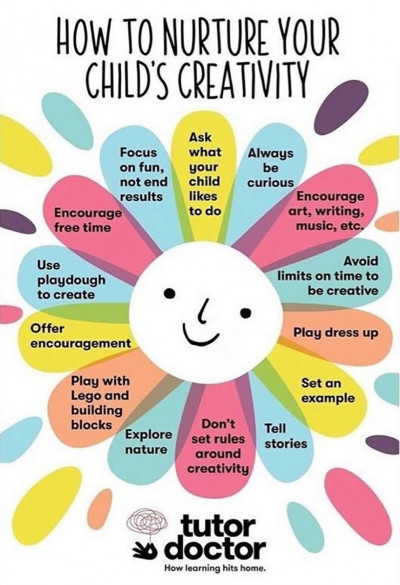 HOW TO NURTURE YOUR
CHILD'S CREATIVITY
Ask
what
your
child
likes
to do
Always
be
curious
Encourage
art, writing,
music, etc.
Avoid
limits on time to
be creative
Play dress up
Set an
example
Tell
stories
Don't
set rules
around
creativity
Explore
nature
Play with
Lego and
building
blocks
Offer
encouragement
Use
playdough
to create
Encourage
free time
Focus
on fun,
not end
results
tutor
doctor
How learning hits home.